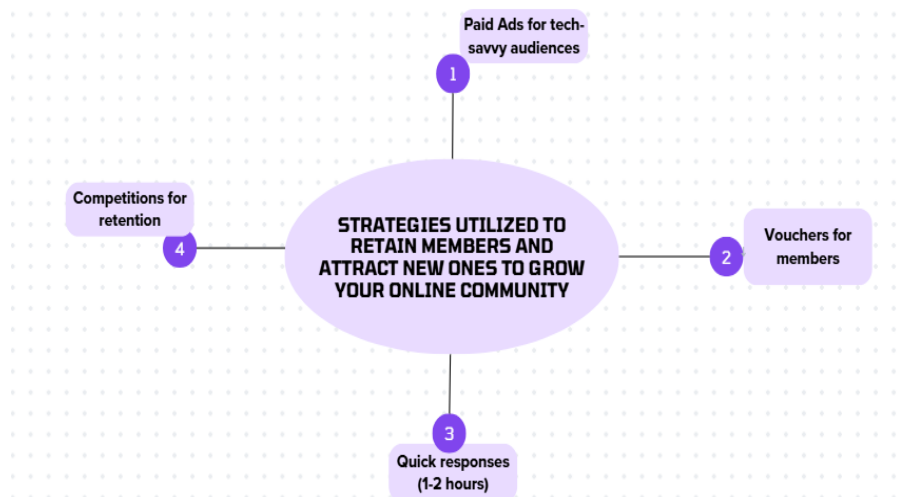 Paid Ads for tech-
savvy audiences
1
Competitions for
retention
4
STRATEGIES UTILIZED TO
RETAIN MEMBERS AND
ATTRACT NEW ONES TO GROW
YOUR ONLINE COMMUNITY
2
Vouchers for
members
3
Quick responses
(1-2 hours)